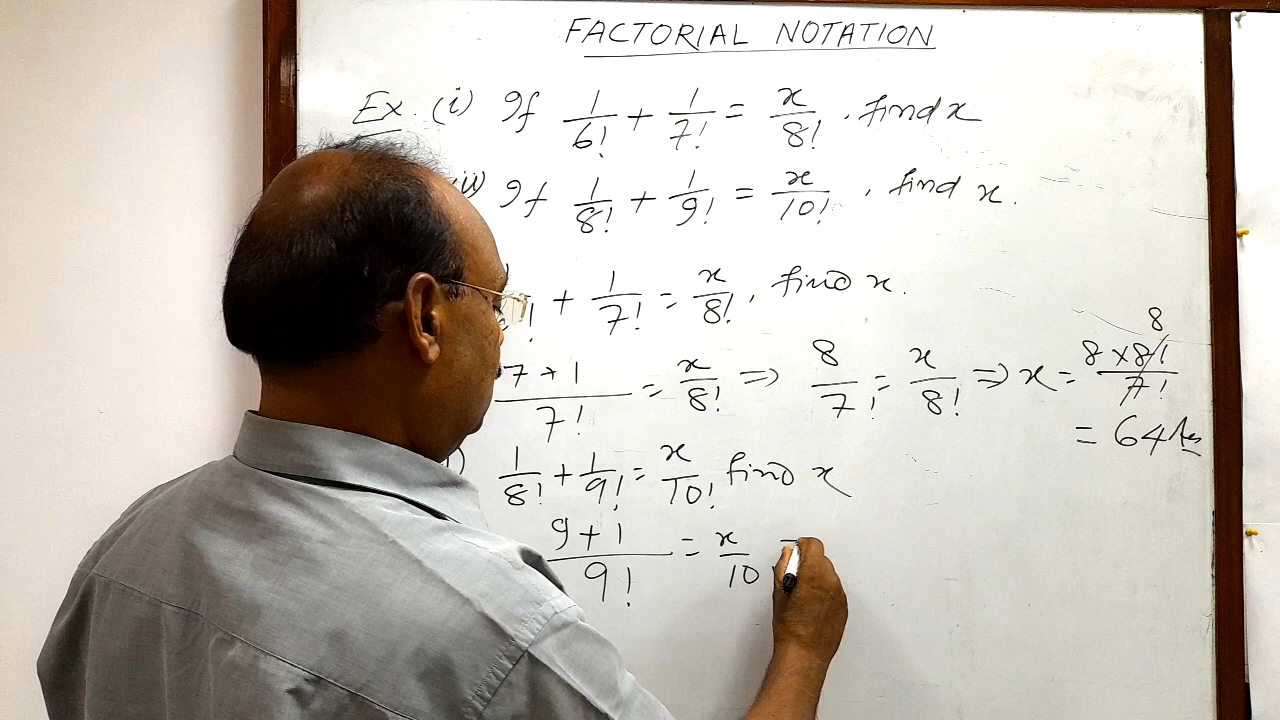 FACTORIAL NOTATION
Ex. (i) If 1/6! + 1/7! = x/8! . find x
(ii) If 1/8! + 1/9! = x/10! , find x.
+ 1/7! = x/8! , find x.
7+1/7! = x/8! ⇒ 8/7! = x/8! ⇒ x = 8×8!/7! 8
= 64 Ans
1/8! + 1/9! = x/10! find x
9+1/9! = x/10